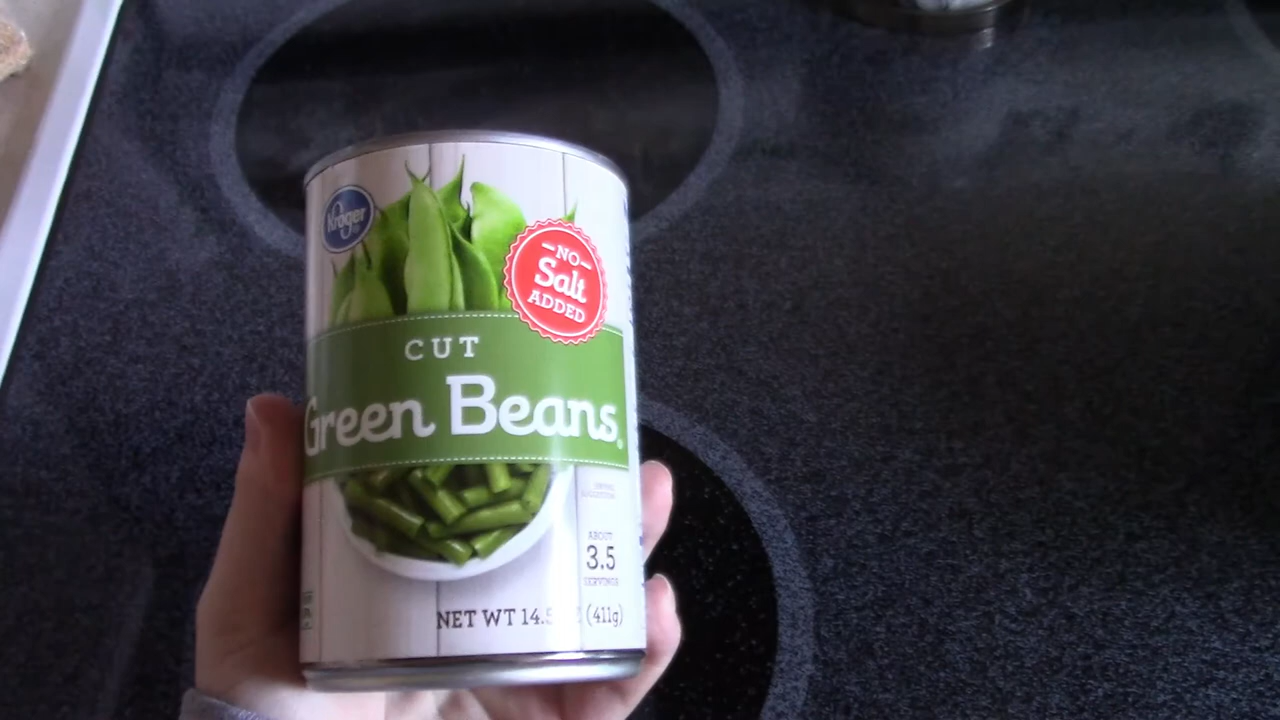 Kroger
NO
Salt
ADDED
CUT
Green Beans
ABOUT
3.5
SERVINGS
NET WT 14.5 (411g)